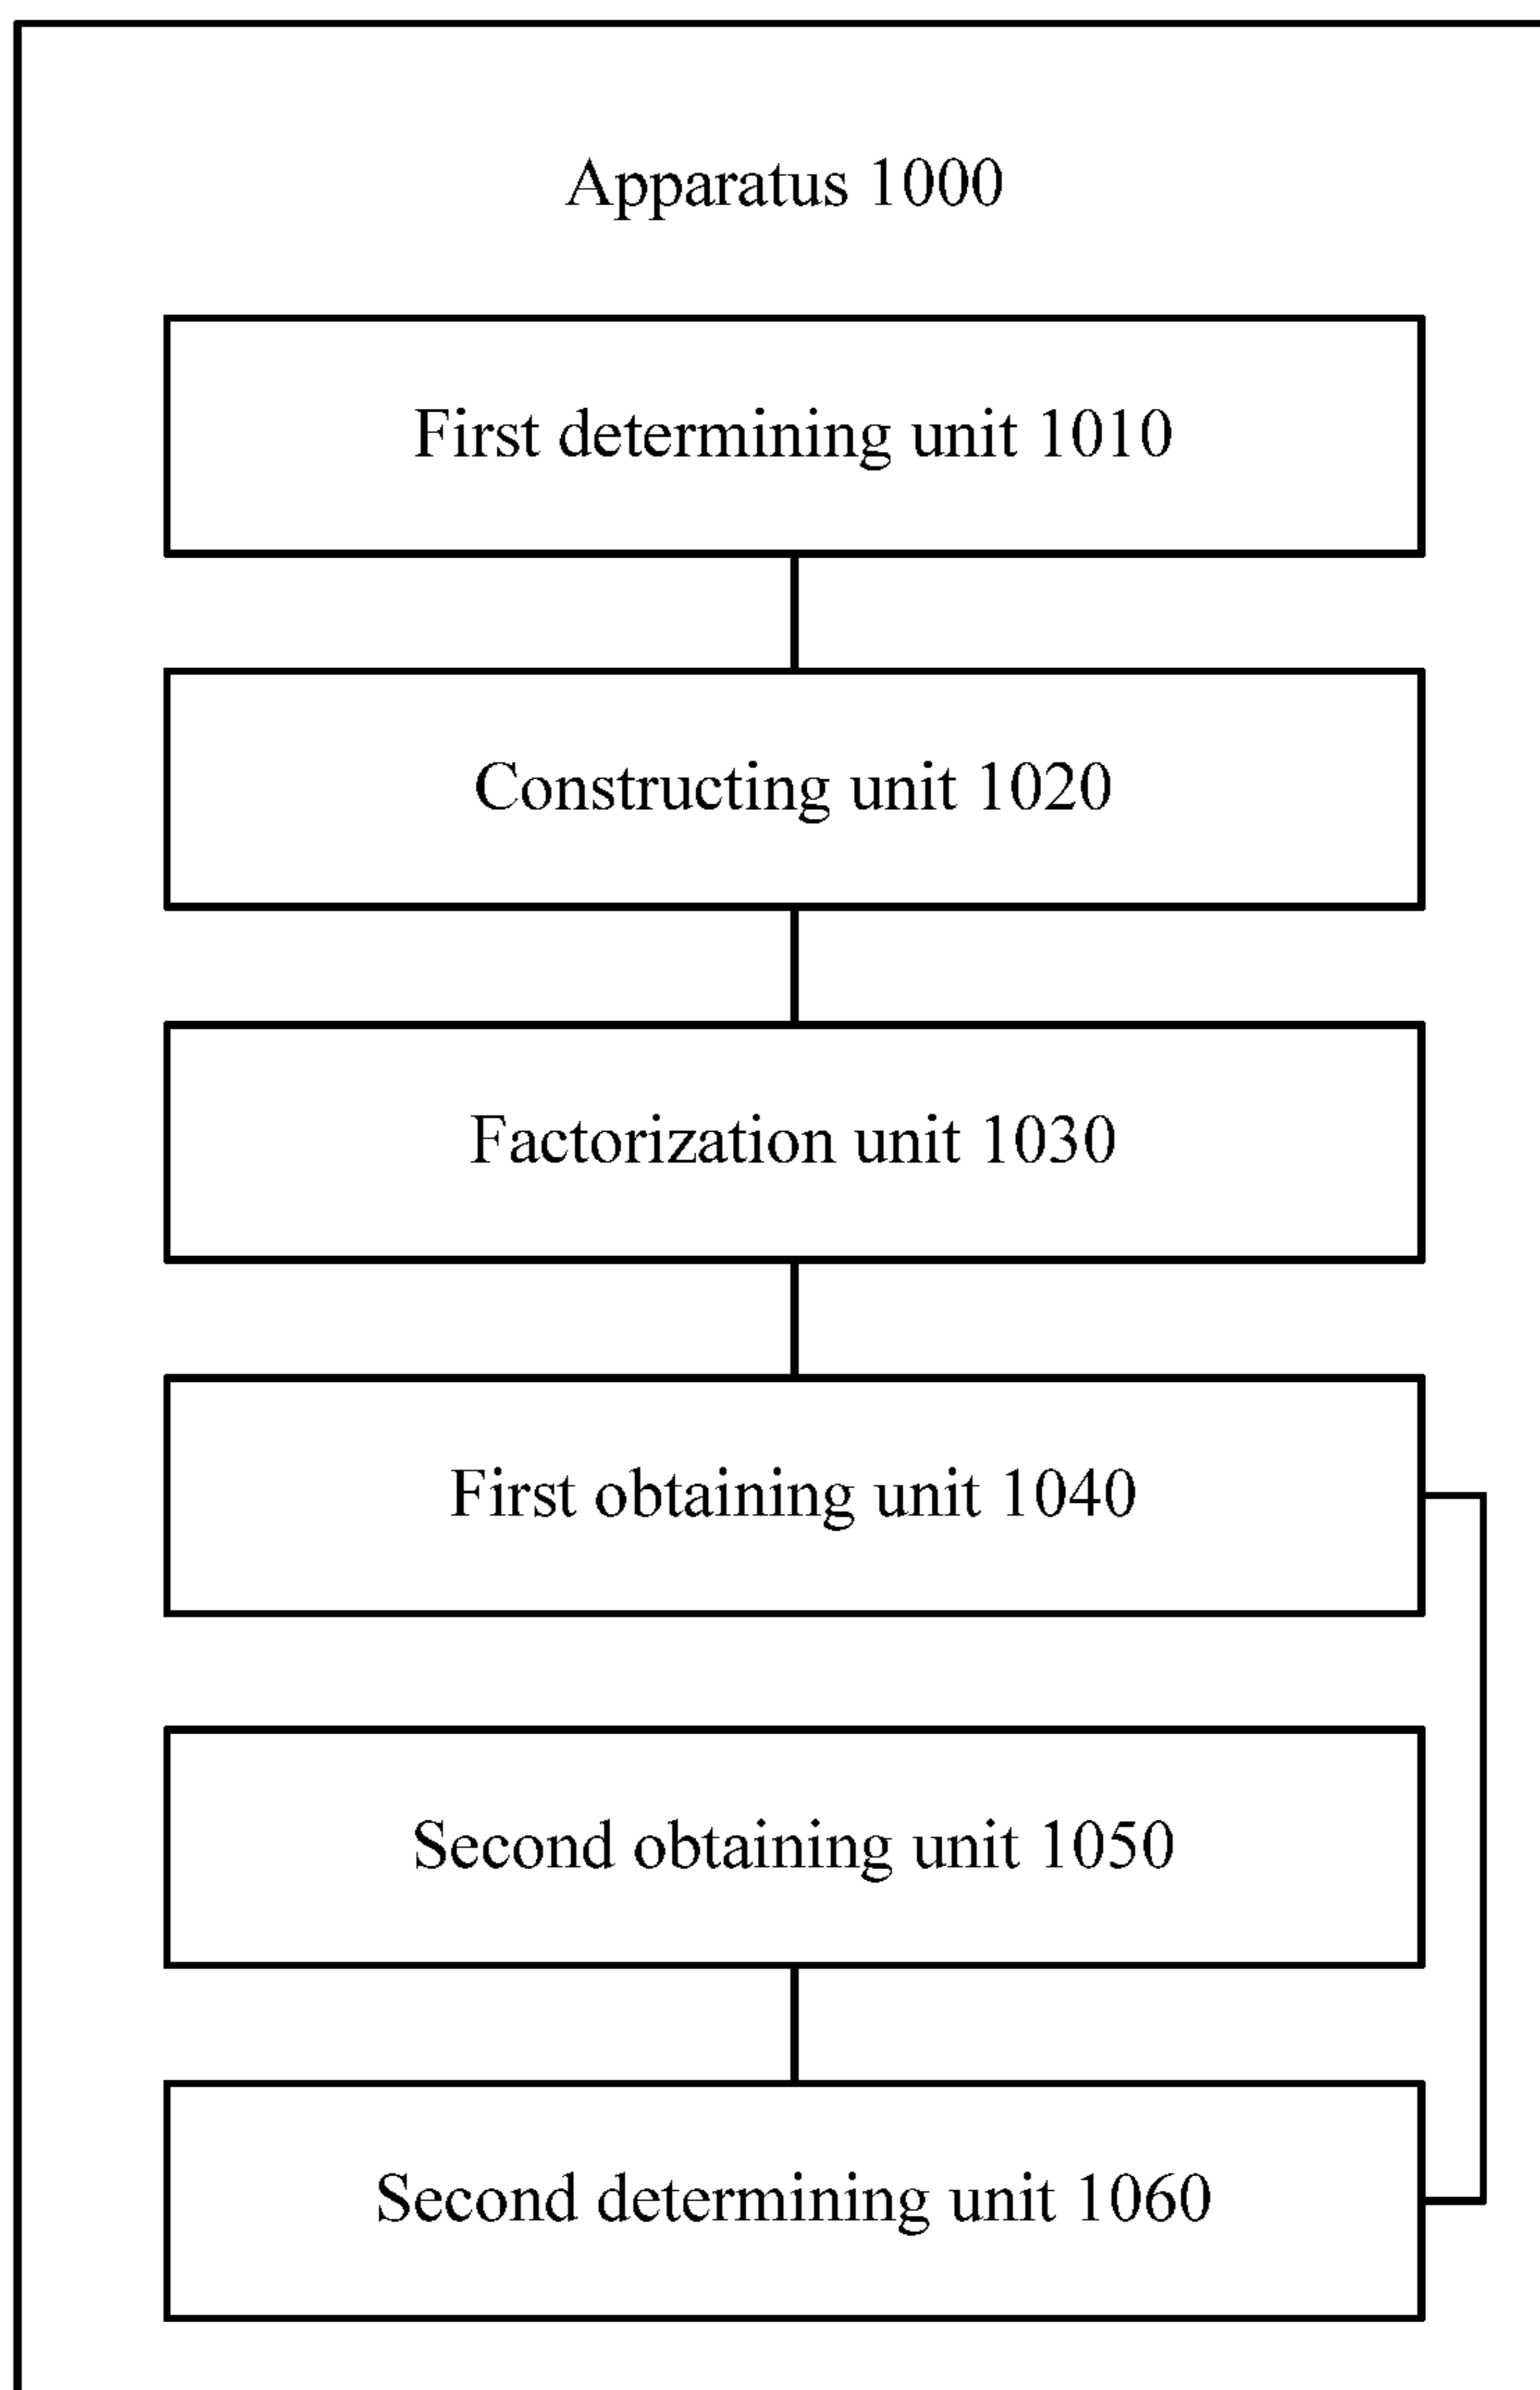 Apparatus 1000
First determining unit 1010
Constructing unit 1020
Factorization unit 1030
First obtaining unit 1040
Second obtaining unit 1050
Second determining unit 1060